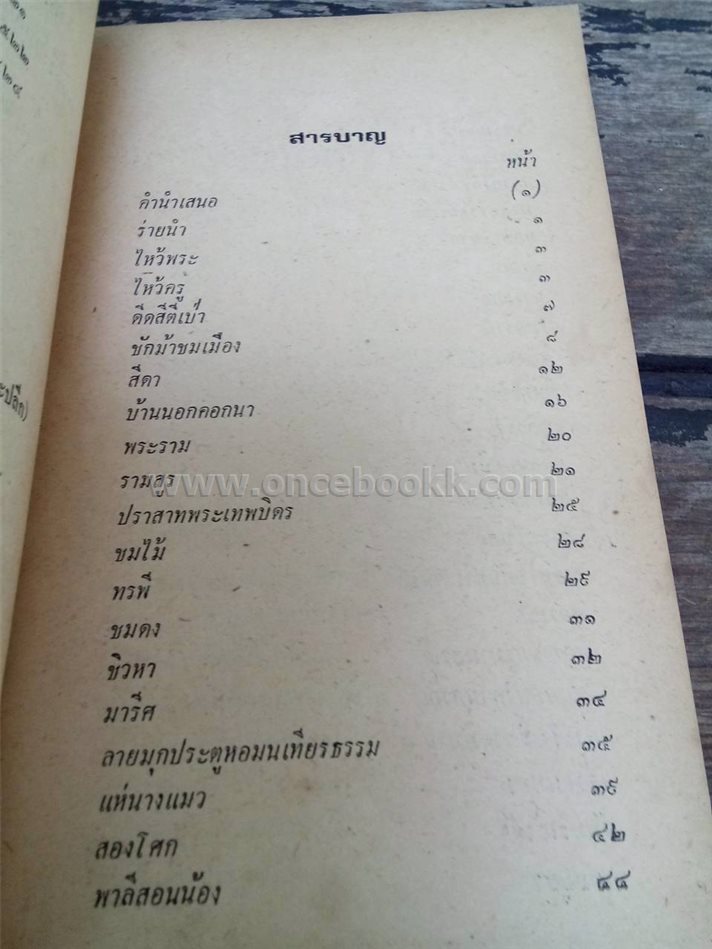 สารบาญ
หน้า
คำนำเสนอ (๑)
ร่ายนำ ๑
ไหว้พระ ๓
ไหว้ครู ๓
ดีดสีตีเป่า ๗
ชักม้าชมเมือง ๘
สีดา ๑๒
บ้านนอกคอกนา ๑๖
พระราม ๒๐
รามสูร ๒๑
www.oncebookk.com
ปราสาทพระเทพบิดร ๒๕
ชมไม้ ๒๘
ทรพี ๒๙
ชมดง ๓๑
ชิวหา ๓๒
มารีศ ๓๔
ลายมุกประตูหอมนเทียรธรรม ๓๕
แห่นางแมว ๓๙
สองโศก ๔๒
พาลีสอนน้อง ๔๔